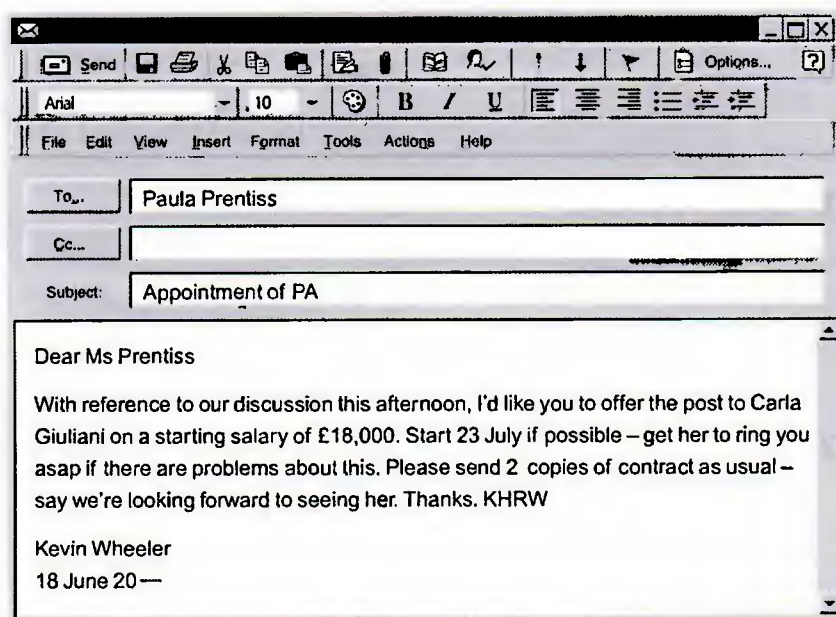 Send Options...
Arial 10 B I U
File Edit View Insert Format Tools Actions Help
To... Paula Prentiss
Cc...
Subject: Appointment of PA
Dear Ms Prentiss
With reference to our discussion this afternoon, I'd like you to offer the post to Carla
Giuliani on a starting salary of £18,000. Start 23 July if possible – get her to ring you
asap if there are problems about this. Please send 2 copies of contract as usual –
say we're looking forward to seeing her. Thanks. KHRW
Kevin Wheeler
18 June 20—